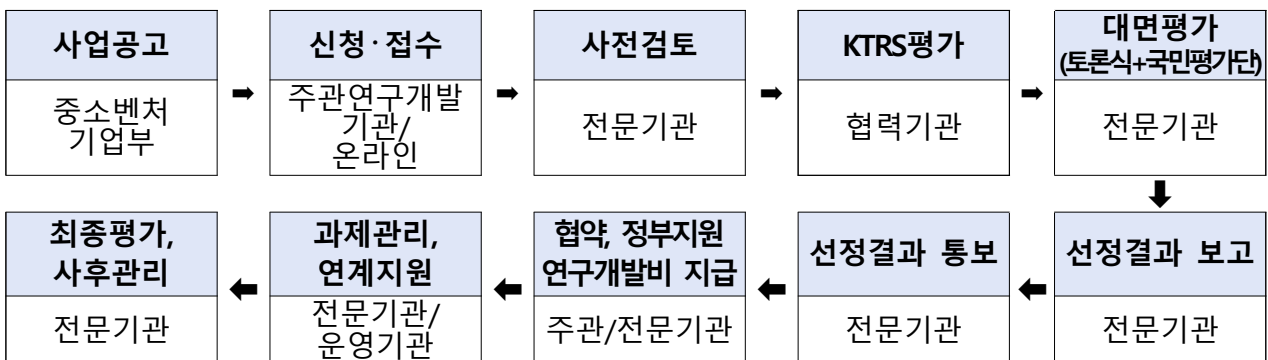 사업공고
중소벤처
기업부
➡
신청·접수
주관연구개발
기관/
온라인
➡
사전검토
전문기관
➡
KTRS평가
협력기관
➡
대면평가
(토론식+국민평가단)
전문기관
⬇
선정결과 보고
전문기관
⬅
선정결과 통보
전문기관
⬅
협약, 정부지원
연구개발비 지급
주관/전문기관
⬅
과제관리,
연계지원
전문기관/
운영기관
⬅
최종평가,
사후관리
전문기관